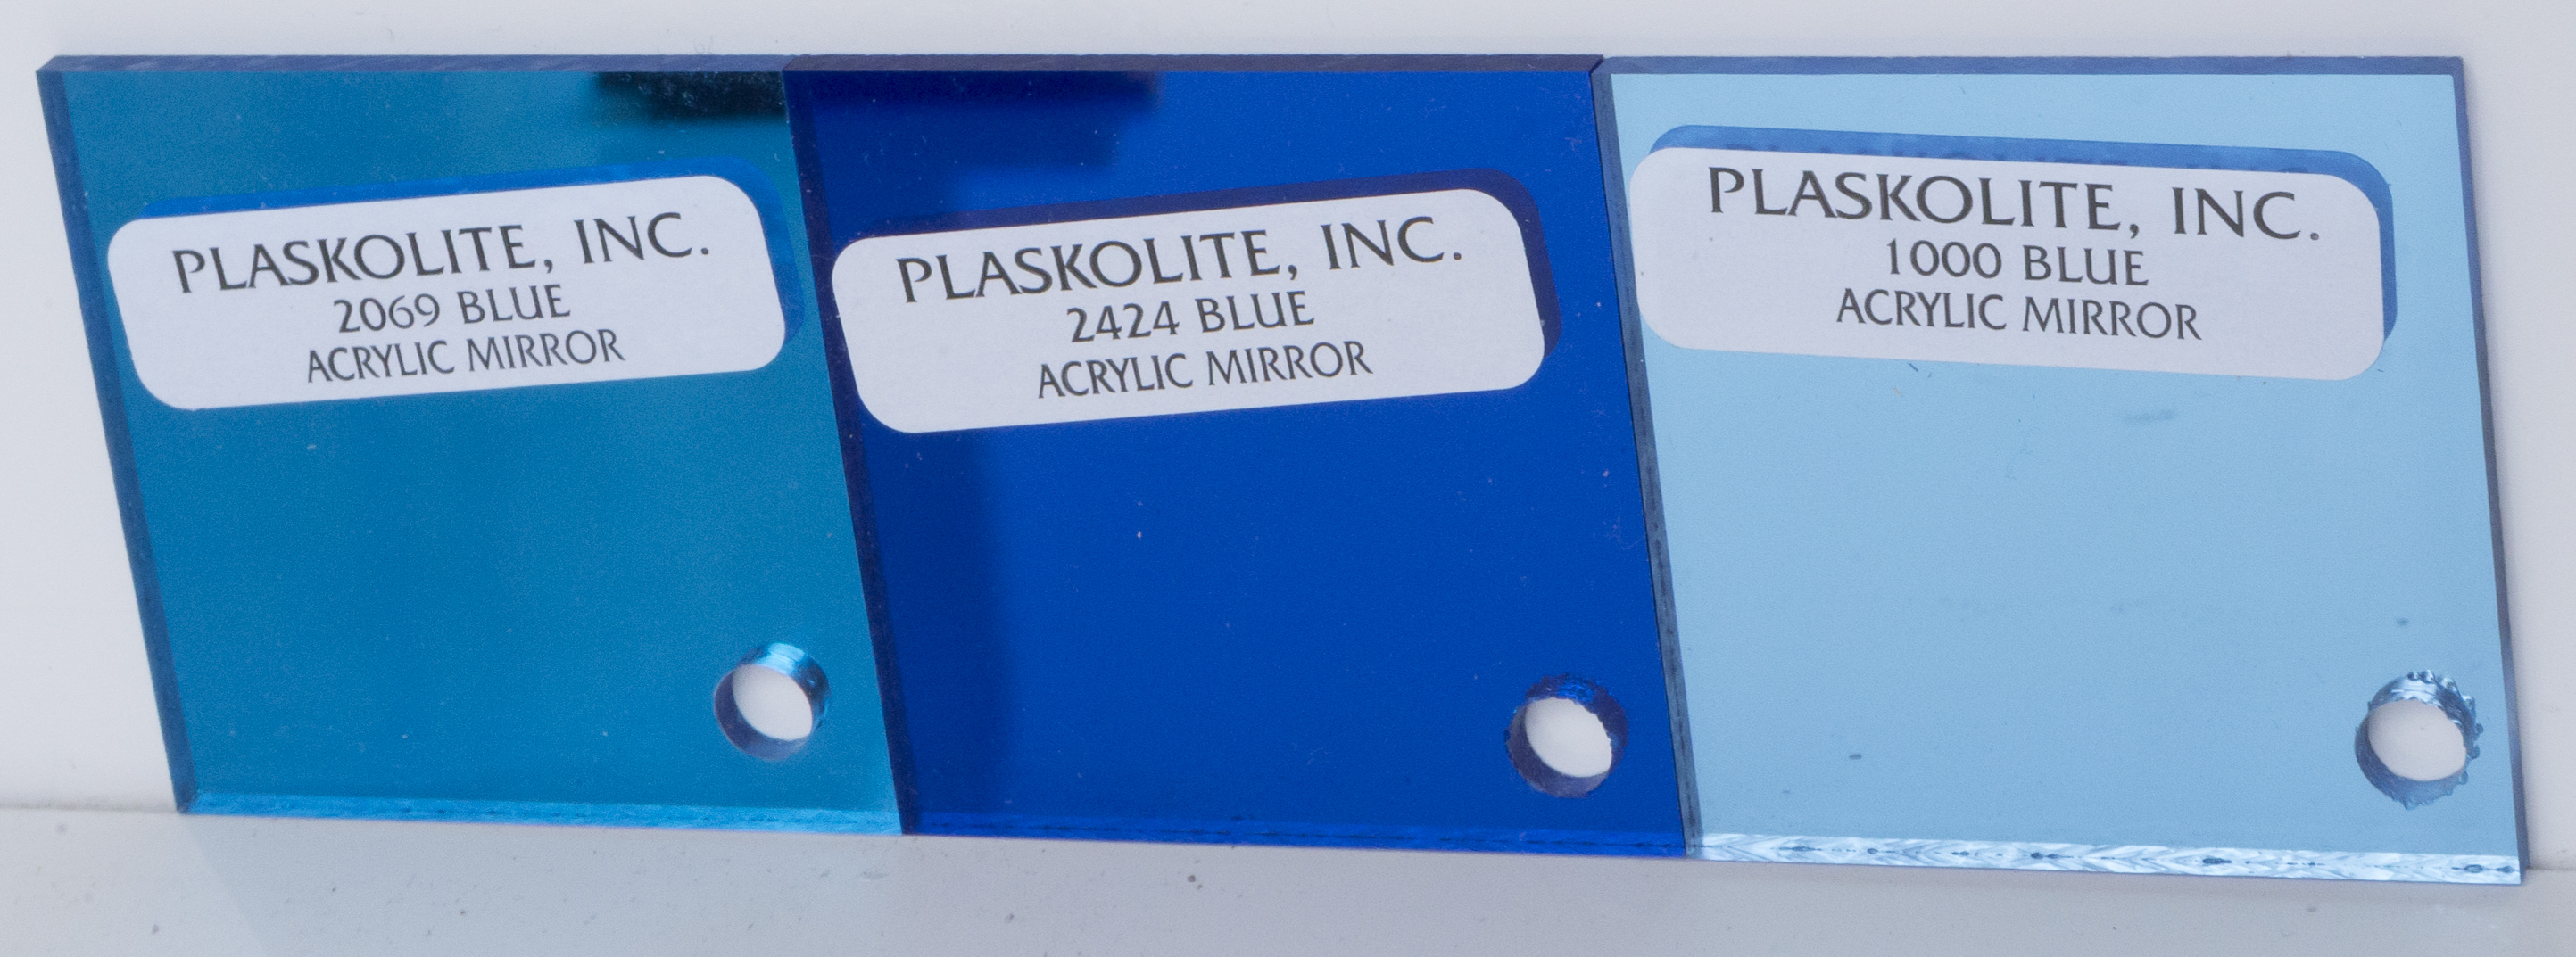 PLASKOLITE, INC.
2069 BLUE
ACRYLIC MIRROR
PLASKOLITE, INC.
2424 BLUE
ACRYLIC MIRROR
PLASKOLITE, INC.
1000 BLUE
ACRYLIC MIRROR